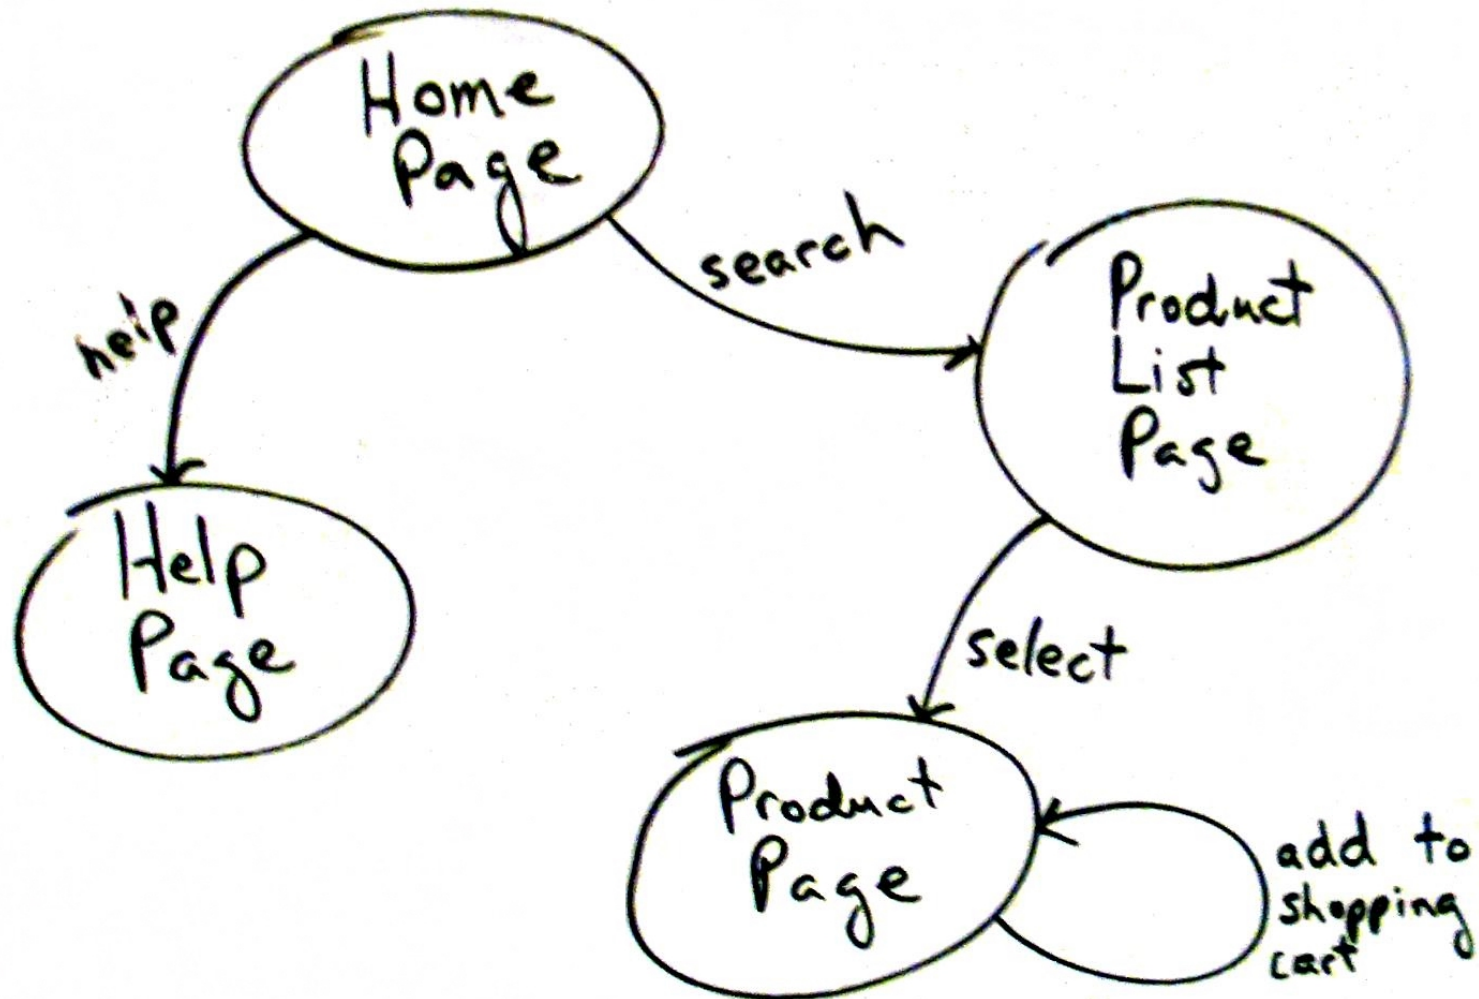 Home
Page
search
help
Product
List
Page
Help
Page
select
Product
Page
add to
shopping
cart